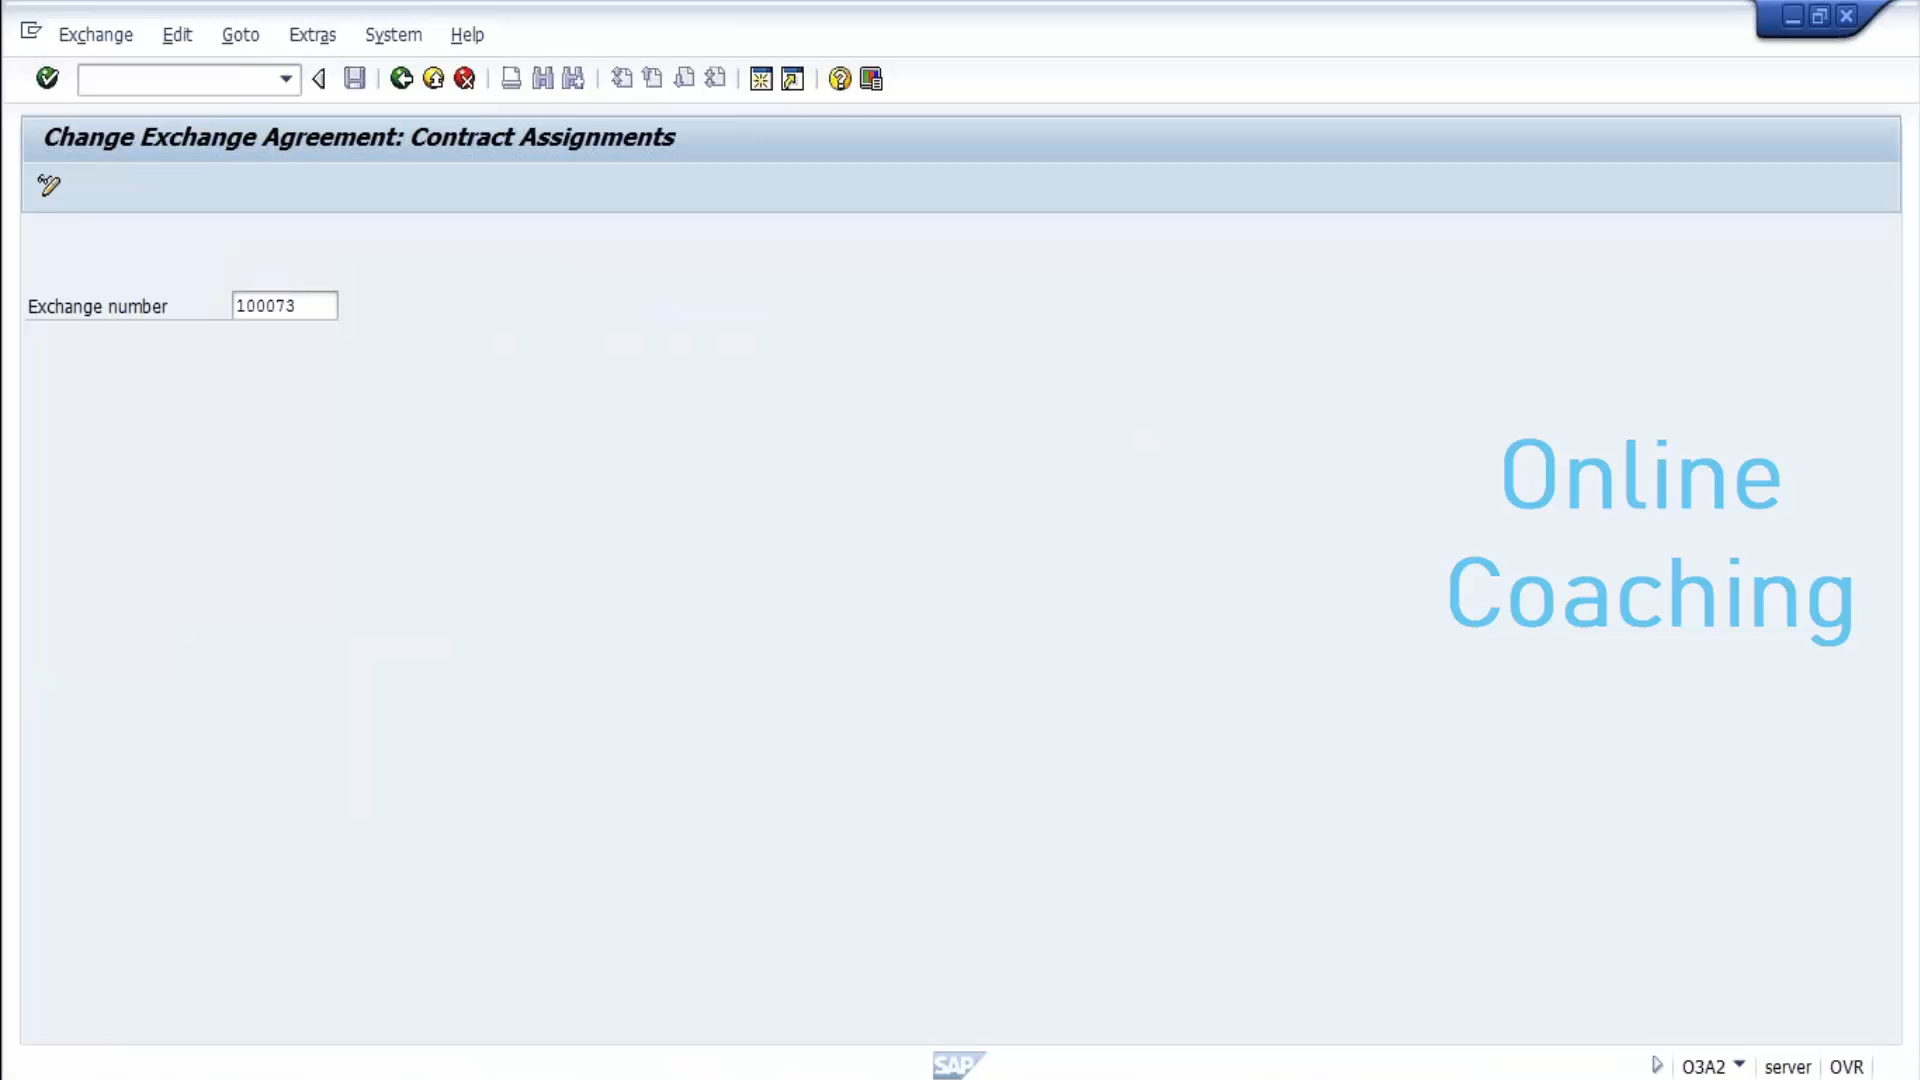 Exchange Edit Goto Extras System Help
Change Exchange Agreement: Contract Assignments
Exchange number 100073
Online
Coaching
SAP
O3A2 server OVR